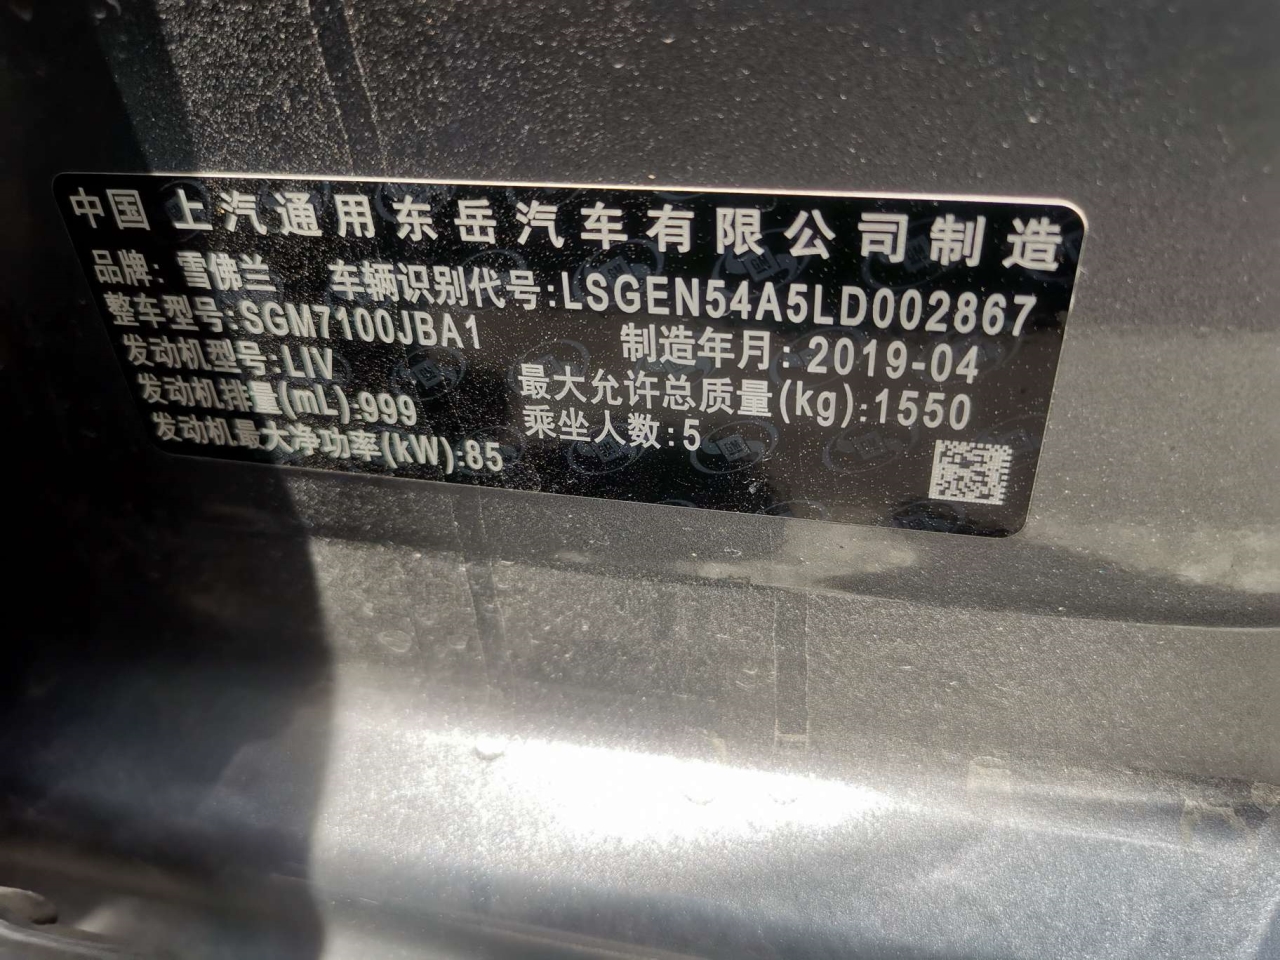 中国 上汽通用东岳汽车有限公司制造
品牌: 雪佛兰 车辆识别代号:LSGEN54A5LD002867
整车型号:SGM7100JBA1 制造年月: 2019-04
发动机型号:LIV 最大允许总质量(kg):1550
发动机排量(mL):999 乘坐人数:5
发动机最大净功率(kW):85